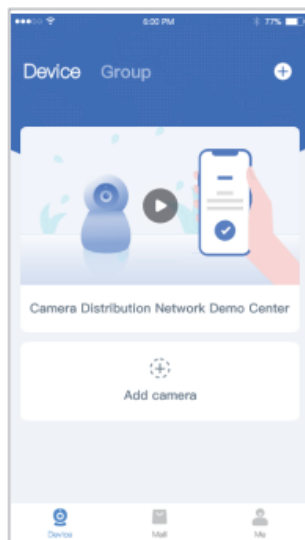 6:00 PM
77%
Device Group
Camera Distribution Network Demo Center
Add camera
Device Mall Me